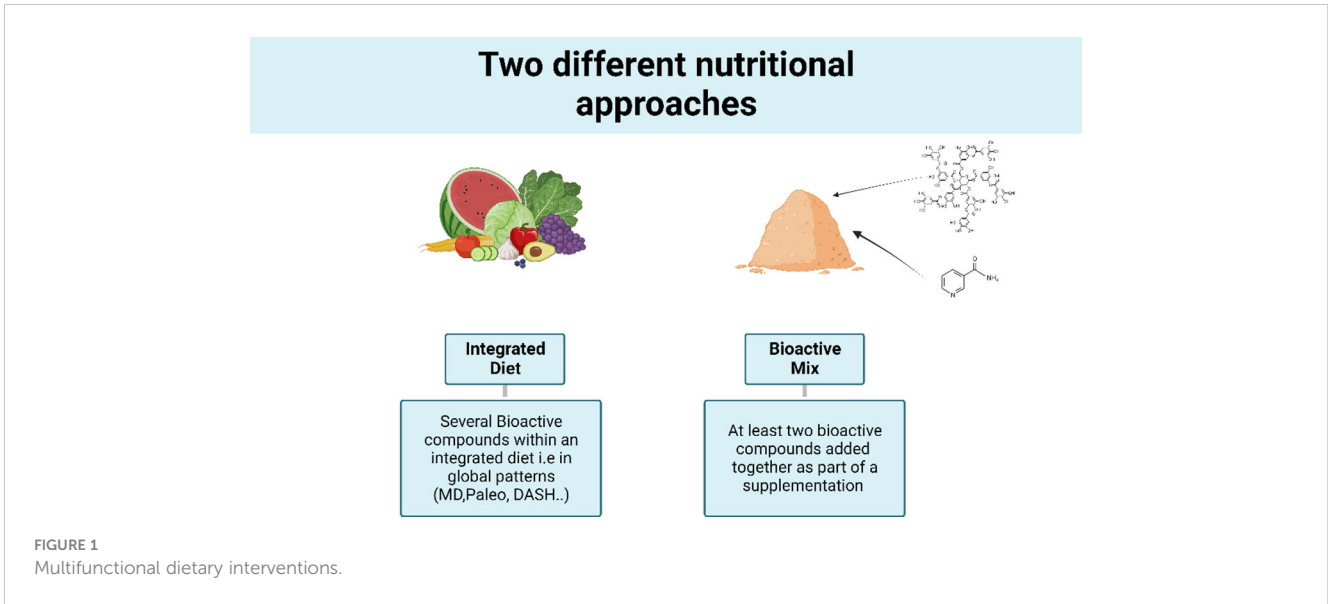 Two different nutritional
approaches
Integrated
Diet
Bioactive
Mix
Several Bioactive
compounds within an
integrated diet i.e in
global patterns
(MD,Paleo, DASH..)
At least two bioactive
compounds added
together as part of a
supplementation
O
NH₂
N
FIGURE 1
Multifunctional dietary interventions.